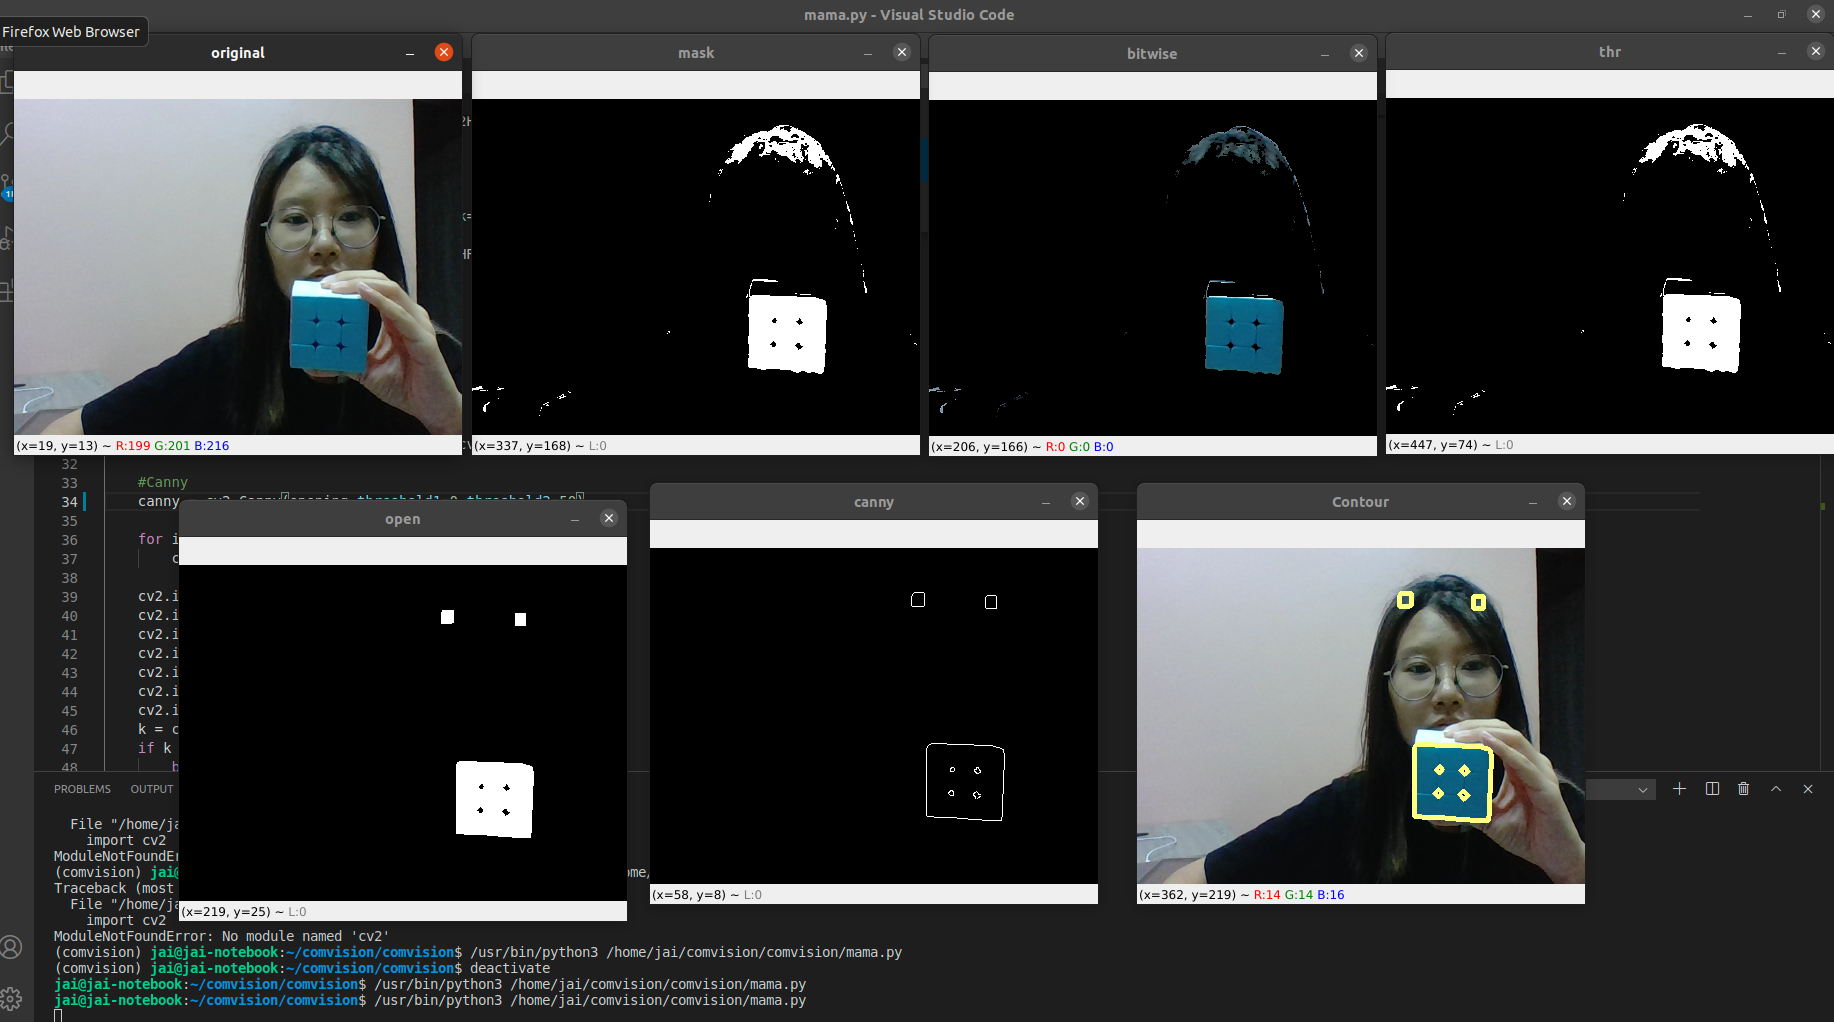 mama.py - Visual Studio Code
Firefox Web Browser
original
mask
bitwise
thr
(x=19, y=13) ~ R:199 G:201 B:216
(x=337, y=168) ~ L:0
(x=206, y=166) ~ R:0 G:0 B:0
(x=447, y=74) ~ L:0
32
33 #Canny
34 canny
35
36 for i
37 c
38
39 cv2.i
40 cv2.i
41 cv2.i
42 cv2.i
43 cv2.i
44 cv2.i
45 cv2.i
46 k = c
47 if k
48 b
open
canny
Contour
(x=219, y=25) ~ L:0
(x=58, y=8) ~ L:0
(x=362, y=219) ~ R:14 G:14 B:16
PROBLEMS OUTPUT
File "/home/ja
import cv2
ModuleNotFoundEr
(comvision) jai@
Traceback (most
File "/home/ja
import cv2
ModuleNotFoundError: No module named 'cv2'
(comvision) jai@jai-notebook:~/comvision/comvision$ /usr/bin/python3 /home/jai/comvision/comvision/mama.py
(comvision) jai@jai-notebook:~/comvision/comvision$ deactivate
jai@jai-notebook:~/comvision/comvision$ /usr/bin/python3 /home/jai/comvision/comvision/mama.py
jai@jai-notebook:~/comvision/comvision$ /usr/bin/python3 /home/jai/comvision/comvision/mama.py